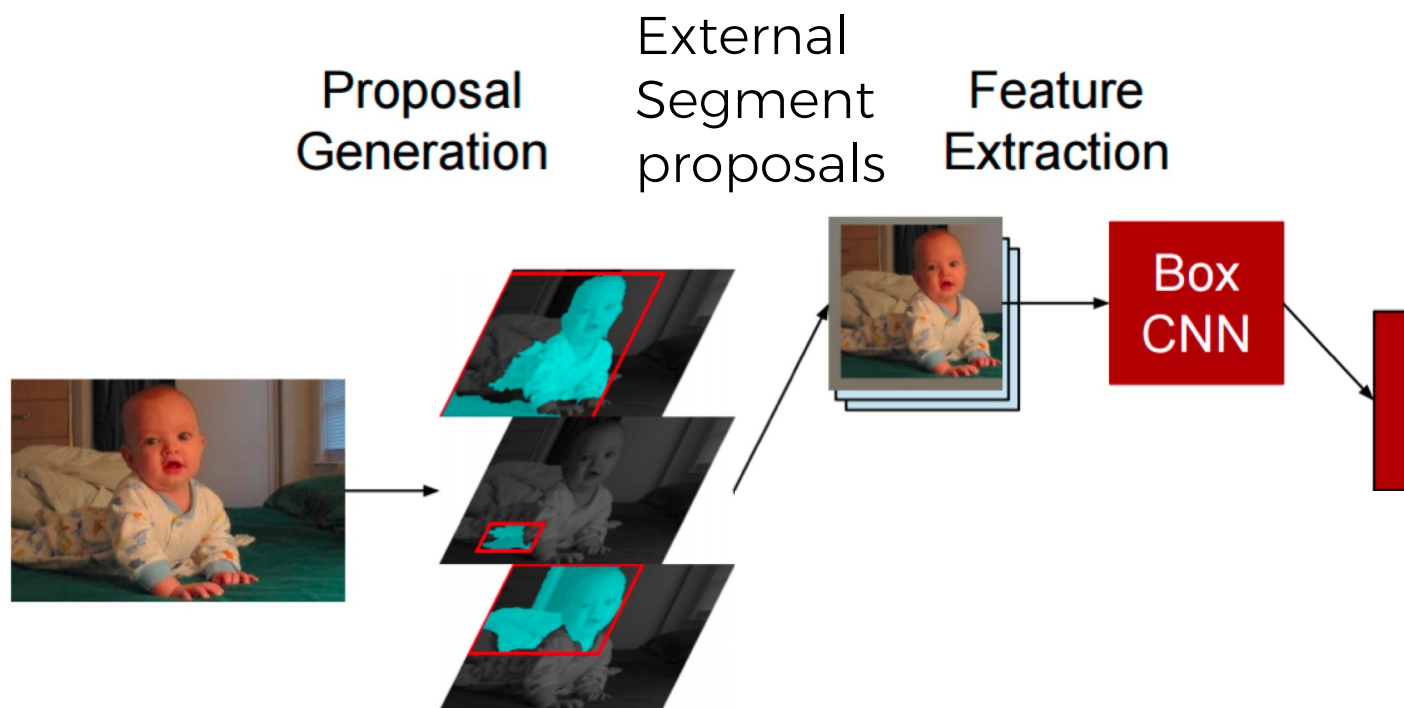 Proposal
Generation
External
Segment
proposals
Feature
Extraction
Box
CNN